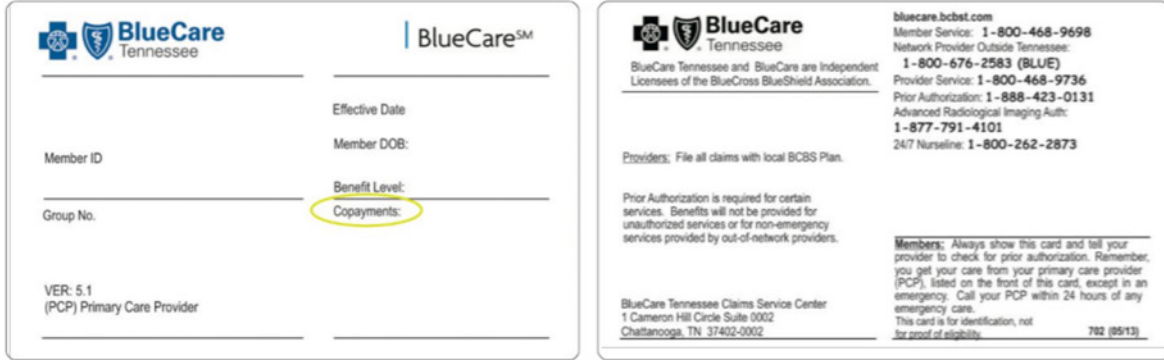 BlueCare
Tennessee
BlueCare℠
Effective Date
Member DOB:
Member ID
Benefit Level:
Group No.
Copayments:
VER: 5.1
(PCP) Primary Care Provider
BlueCare
Tennessee
BlueCare Tennessee and BlueCare are Independent
Licensees of the BlueCross BlueShield Association.
Providers: File all claims with local BCBS Plan.
Prior Authorization is required for certain
services. Benefits will not be provided for
unauthorized services or for non-emergency
services provided by out-of-network providers.
BlueCare Tennessee Claims Service Center
1 Cameron Hill Circle Suite 0002
Chattanooga, TN 37402-0002
bluecare.bcbst.com
Member Service: 1-800-468-9698
Network Provider Outside Tennessee:
1-800-676-2583 (BLUE)
Provider Service: 1-800-468-9736
Prior Authorization: 1-888-423-0131
Advanced Radiological Imaging Auth:
1-877-791-4101
24/7 Nurseline: 1-800-262-2873
Members: Always show this card and tell your
provider to check for prior authorization. Remember,
you get your care from your primary care provider
(PCP), listed on the front of this card, except in an
emergency. Call your PCP within 24 hours of any
emergency care.
This card is for identification, not
for proof of eligibility.
702 (05/13)